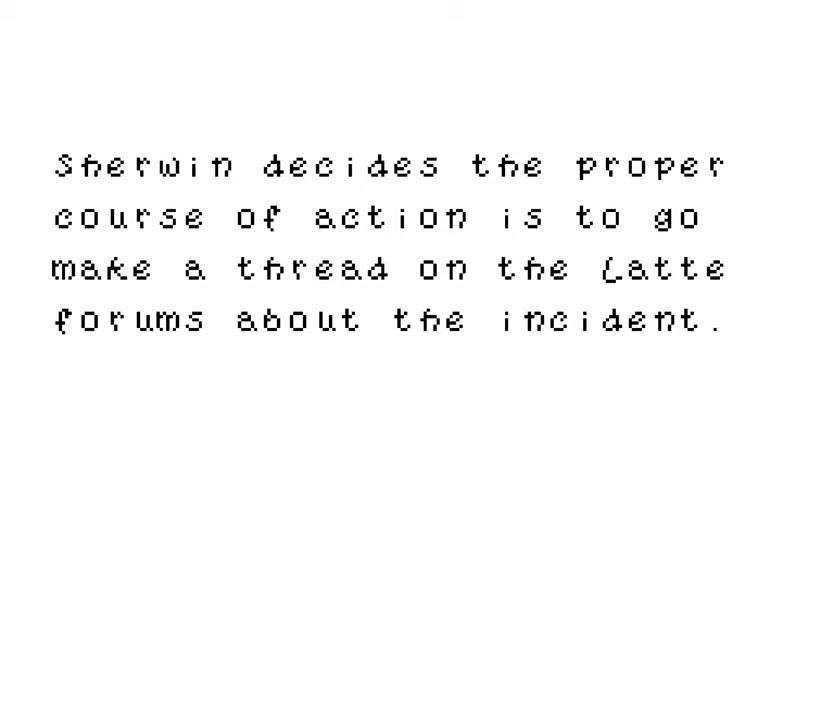 Sherwin decides the proper
course of action is to go
make a thread on the Latte
forums about the incident.